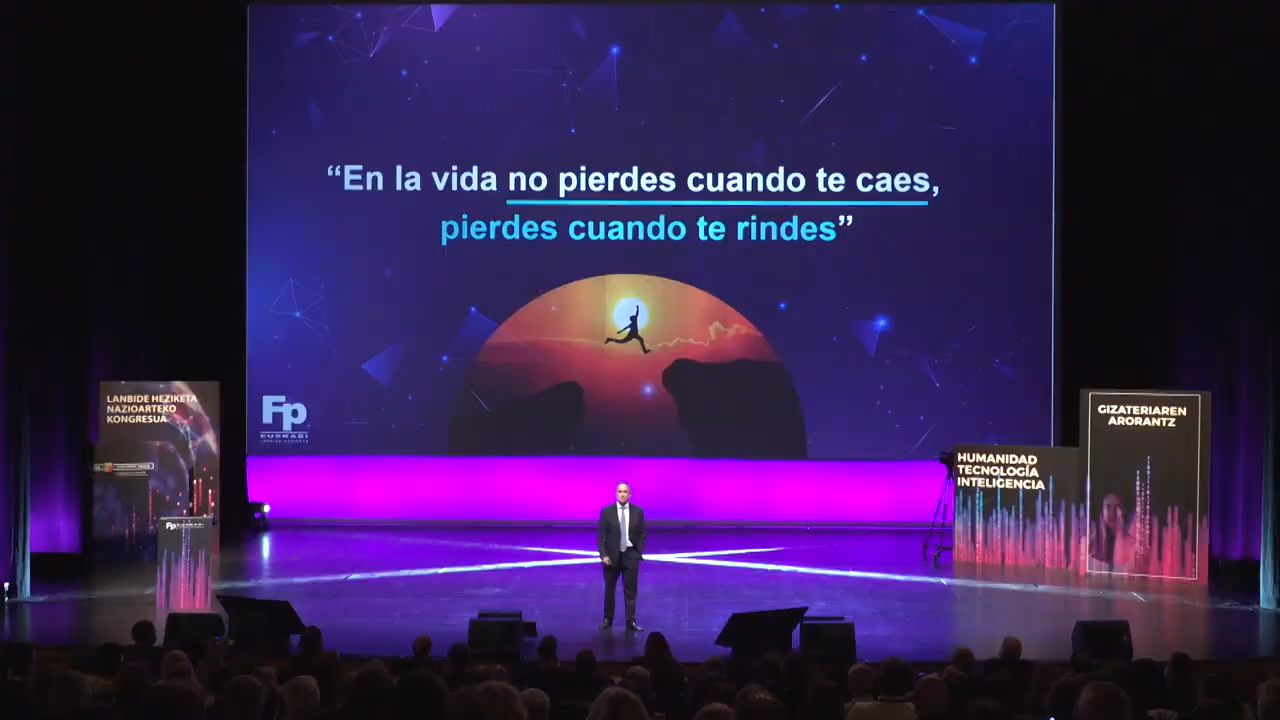 “En la vida no pierdes cuando te caes,
pierdes cuando te rindes”
Fp
EUSKADI
LANBIDE HEZIKETA
NAZIOARTEKO
KONGRESUA
Fp
HUMANIDAD
TECNOLOGÍA
INTELIGENCIA
GIZATERIAREN
ARORANTZ